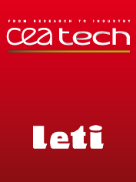 FROM RESEARCH TO INDUSTRY
cea tech
leti